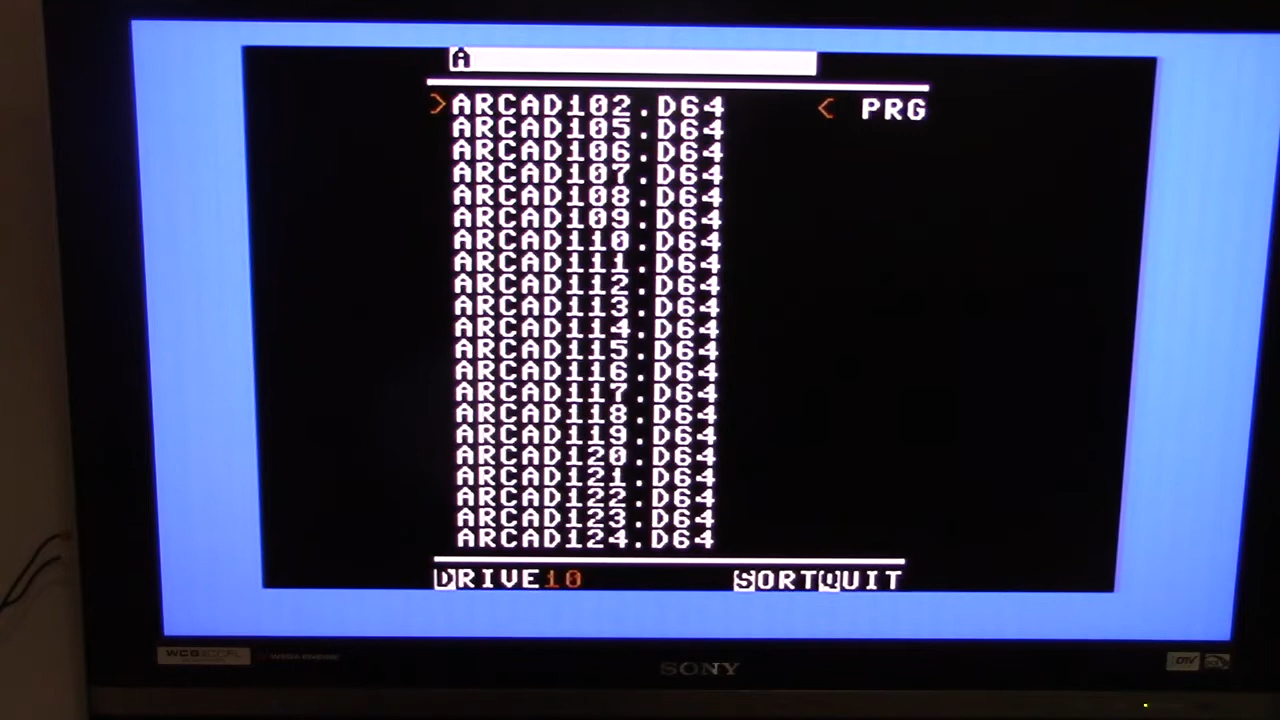 A
>ARCAD102.D64 < PRG
ARCAD105.D64
ARCAD106.D64
ARCAD107.D64
ARCAD108.D64
ARCAD109.D64
ARCAD110.D64
ARCAD111.D64
ARCAD112.D64
ARCAD113.D64
ARCAD114.D64
ARCAD115.D64
ARCAD116.D64
ARCAD117.D64
ARCAD118.D64
ARCAD119.D64
ARCAD120.D64
ARCAD121.D64
ARCAD122.D64
ARCAD123.D64
ARCAD124.D64
DRIVE10 SORTQUIT
SONY